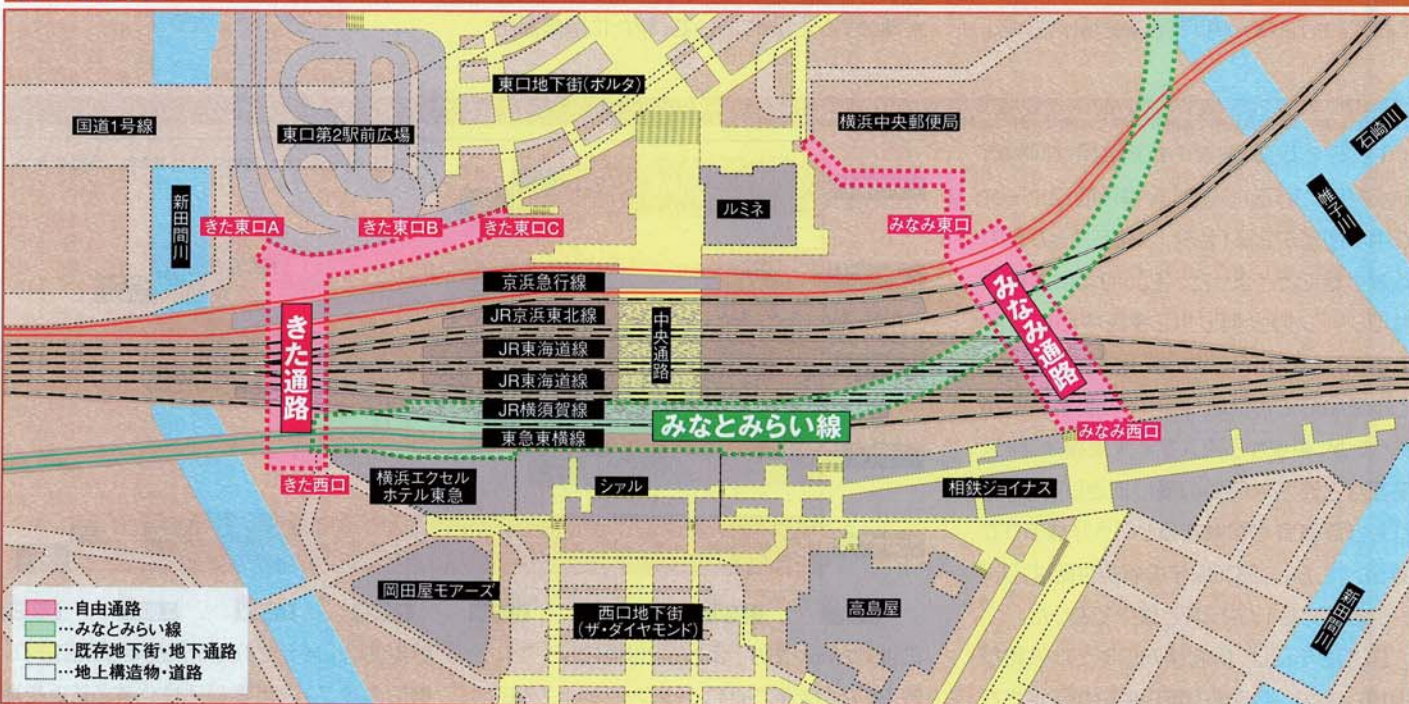 東口地下街(ポルタ)
国道1号線
東口第2駅前広場
横浜中央郵便局
石崎川
帷子川
新田間川
ルミネ
きた東口A
きた東口B
きた東口C
みなみ東口
京浜急行線
JR京浜東北線
中央通路
きた通路
みなみ通路
JR東海道線
JR東海道線
JR横須賀線
みなとみらい線
東急東横線
みなみ西口
きた西口
横浜エクセル
ホテル東急
シァル
相鉄ジョイナス
岡田屋モアーズ
西口地下街
(ザ・ダイヤモンド)
高島屋
新田間川
…自由通路
…みなとみらい線
…既存地下街・地下通路
…地上構造物・道路